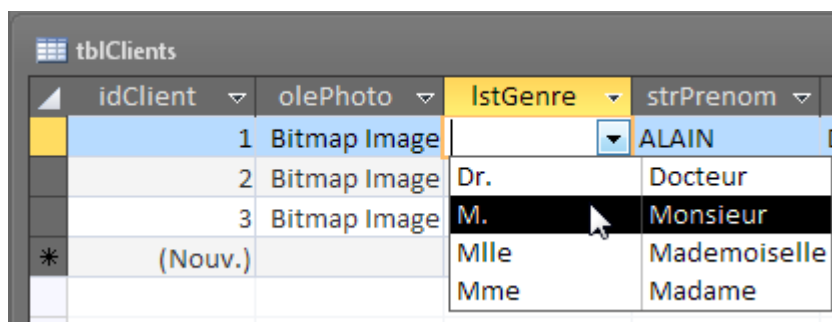 tblClients
idClient olePhoto lstGenre strPrenom
1 Bitmap Image ALAIN
2 Bitmap Image Dr. Docteur
3 Bitmap Image M. Monsieur
(Nouv.) Mlle Mademoiselle
Mme Madame